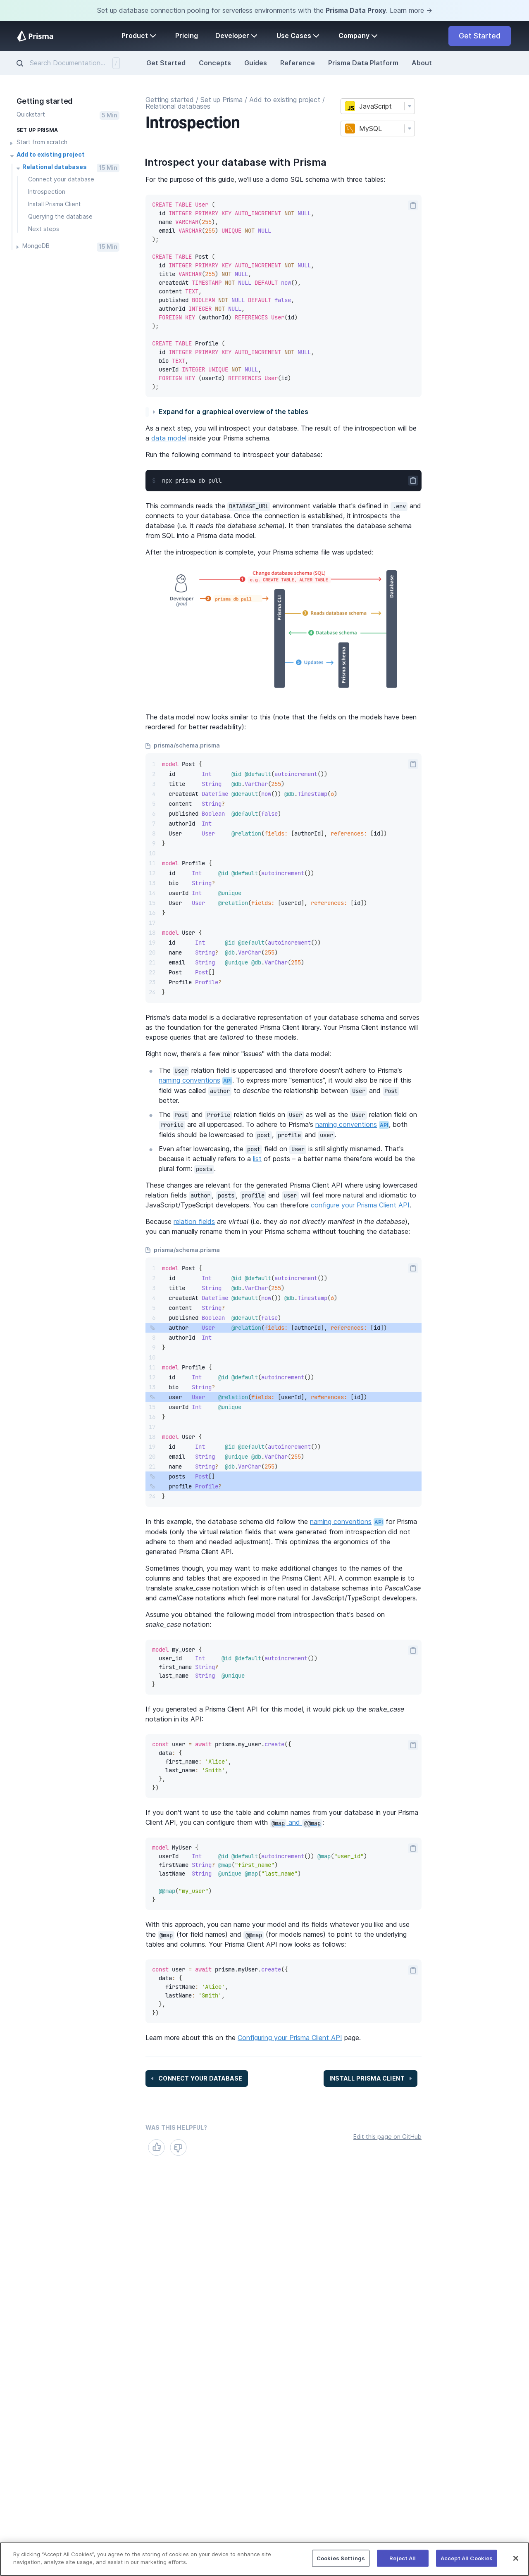 Set up database connection pooling for serverless environments with the Prisma Data Proxy. Learn more →
Prisma
Product
Pricing
Developer
Use Cases
Company
Get Started
Search Documentation...
/
Get Started
Concepts
Guides
Reference
Prisma Data Platform
About
Getting started
Quickstart
5 Min
SET UP PRISMA
Start from scratch
Add to existing project
Relational databases
15 Min
Connect your database
Introspection
Install Prisma Client
Querying the database
Next steps
MongoDB
15 Min
Getting started / Set up Prisma / Add to existing project /
Relational databases
Introspection
JavaScript
MySQL
Introspect your database with Prisma
For the purpose of this guide, we'll use a demo SQL schema with three tables:
CREATE TABLE User (
id INTEGER PRIMARY KEY AUTO_INCREMENT NOT NULL,
name VARCHAR(255),
email VARCHAR(255) UNIQUE NOT NULL
);
CREATE TABLE Post (
id INTEGER PRIMARY KEY AUTO_INCREMENT NOT NULL,
title VARCHAR(255) NOT NULL,
createdAt TIMESTAMP NOT NULL DEFAULT now(),
content TEXT,
published BOOLEAN NOT NULL DEFAULT false,
authorId INTEGER NOT NULL,
FOREIGN KEY (authorId) REFERENCES User(id)
);
CREATE TABLE Profile (
id INTEGER PRIMARY KEY AUTO_INCREMENT NOT NULL,
bio TEXT,
userId INTEGER UNIQUE NOT NULL,
FOREIGN KEY (userId) REFERENCES User(id)
);
Expand for a graphical overview of the tables
As a next step, you will introspect your database. The result of the introspection will be
a data model inside your Prisma schema.
Run the following command to introspect your database:
npx prisma db pull
This commands reads the DATABASE_URL environment variable that's defined in .env and
connects to your database. Once the connection is established, it introspects the
database (i.e. it reads the database schema). It then translates the database schema
from SQL into a Prisma data model.
After the introspection is complete, your Prisma schema file was updated:
Developer
(you)
Change database schema (SQL)
1 e.g. CREATE TABLE, ALTER TABLE
2 prisma db pull
Prisma CLI
Database
3 Reads database schema
4 Database schema
5 Updates
Prisma schema
The data model now looks similar to this (note that the fields on the models have been
reordered for better readability):
prisma/schema.prisma
1 model Post {
2 id Int @id @default(autoincrement())
3 title String @db.VarChar(255)
4 createdAt DateTime @default(now()) @db.Timestamp(0)
5 content String?
6 published Boolean @default(false)
7 authorId Int
8 User User @relation(fields: [authorId], references: [id])
9 }
10
11 model Profile {
12 id Int @id @default(autoincrement())
13 bio String?
14 userId Int @unique
15 User User @relation(fields: [userId], references: [id])
16 }
17
18 model User {
19 id Int @id @default(autoincrement())
20 name String? @db.VarChar(255)
21 email String @unique @db.VarChar(255)
22 Post Post[]
23 Profile Profile?
24 }
Prisma's data model is a declarative representation of your database schema and serves
as the foundation for the generated Prisma Client library. Your Prisma Client instance will
expose queries that are tailored to these models.
Right now, there's a few minor "issues" with the data model:
The User relation field is uppercased and therefore doesn't adhere to Prisma's
naming conventions API. To express more "semantics", it would also be nice if this
field was called author to describe the relationship between User and Post
better.
The Post and Profile relation fields on User as well as the User relation field on
Profile are all uppercased. To adhere to Prisma's naming conventions API, both
fields should be lowercased to post, profile and user.
Even after lowercasing, the post field on User is still slightly misnamed. That's
because it actually refers to a list of posts – a better name therefore would be the
plural form: posts.
These changes are relevant for the generated Prisma Client API where using lowercased
relation fields author, posts, profile and user will feel more natural and idiomatic to
JavaScript/TypeScript developers. You can therefore configure your Prisma Client API.
Because relation fields are virtual (i.e. they do not directly manifest in the database),
you can manually rename them in your Prisma schema without touching the database:
prisma/schema.prisma
1 model Post {
2 id Int @id @default(autoincrement())
3 title String @db.VarChar(255)
4 createdAt DateTime @default(now()) @db.Timestamp(6)
5 content String?
6 published Boolean @default(false)
author User @relation(fields: [authorId], references: [id])
8 authorId Int
9 }
10
11 model Profile {
12 id Int @id @default(autoincrement())
13 bio String?
user User @relation(fields: [userId], references: [id])
15 userId Int @unique
16 }
17
18 model User {
19 id Int @id @default(autoincrement())
20 email String @unique @db.VarChar(255)
21 name String? @db.VarChar(255)
posts Post[]
profile Profile?
24 }
In this example, the database schema did follow the naming conventions API for Prisma
models (only the virtual relation fields that were generated from introspection did not
adhere to them and needed adjustment). This optimizes the ergonomics of the
generated Prisma Client API.
Sometimes though, you may want to make additional changes to the names of the
columns and tables that are exposed in the Prisma Client API. A common example is to
translate snake_case notation which is often used in database schemas into PascalCase
and camelCase notations which feel more natural for JavaScript/TypeScript developers.
Assume you obtained the following model from introspection that's based on
snake_case notation:
model my_user {
user_id Int @id @default(autoincrement())
first_name String?
last_name String @unique
}
If you generated a Prisma Client API for this model, it would pick up the snake_case
notation in its API:
const user = await prisma.my_user.create({
data: {
first_name: 'Alice',
last_name: 'Smith',
},
})
If you don't want to use the table and column names from your database in your Prisma
Client API, you can configure them with @map and @@map:
model MyUser {
userId Int @id @default(autoincrement()) @map("user_id")
firstName String? @map("first_name")
lastName String @unique @map("last_name")
@@map("my_user")
}
With this approach, you can name your model and its fields whatever you like and use
the @map (for field names) and @@map (for models names) to point to the underlying
tables and columns. Your Prisma Client API now looks as follows:
const user = await prisma.myUser.create({
data: {
firstName: 'Alice',
lastName: 'Smith',
},
})
Learn more about this on the Configuring your Prisma Client API page.
CONNECT YOUR DATABASE
INSTALL PRISMA CLIENT
WAS THIS HELPFUL?
Edit this page on GitHub
By clicking "Accept All Cookies", you agree to the storing of cookies on your device to enhance site
navigation, analyze site usage, and assist in our marketing efforts.
Cookies Settings
Reject All
Accept All Cookies